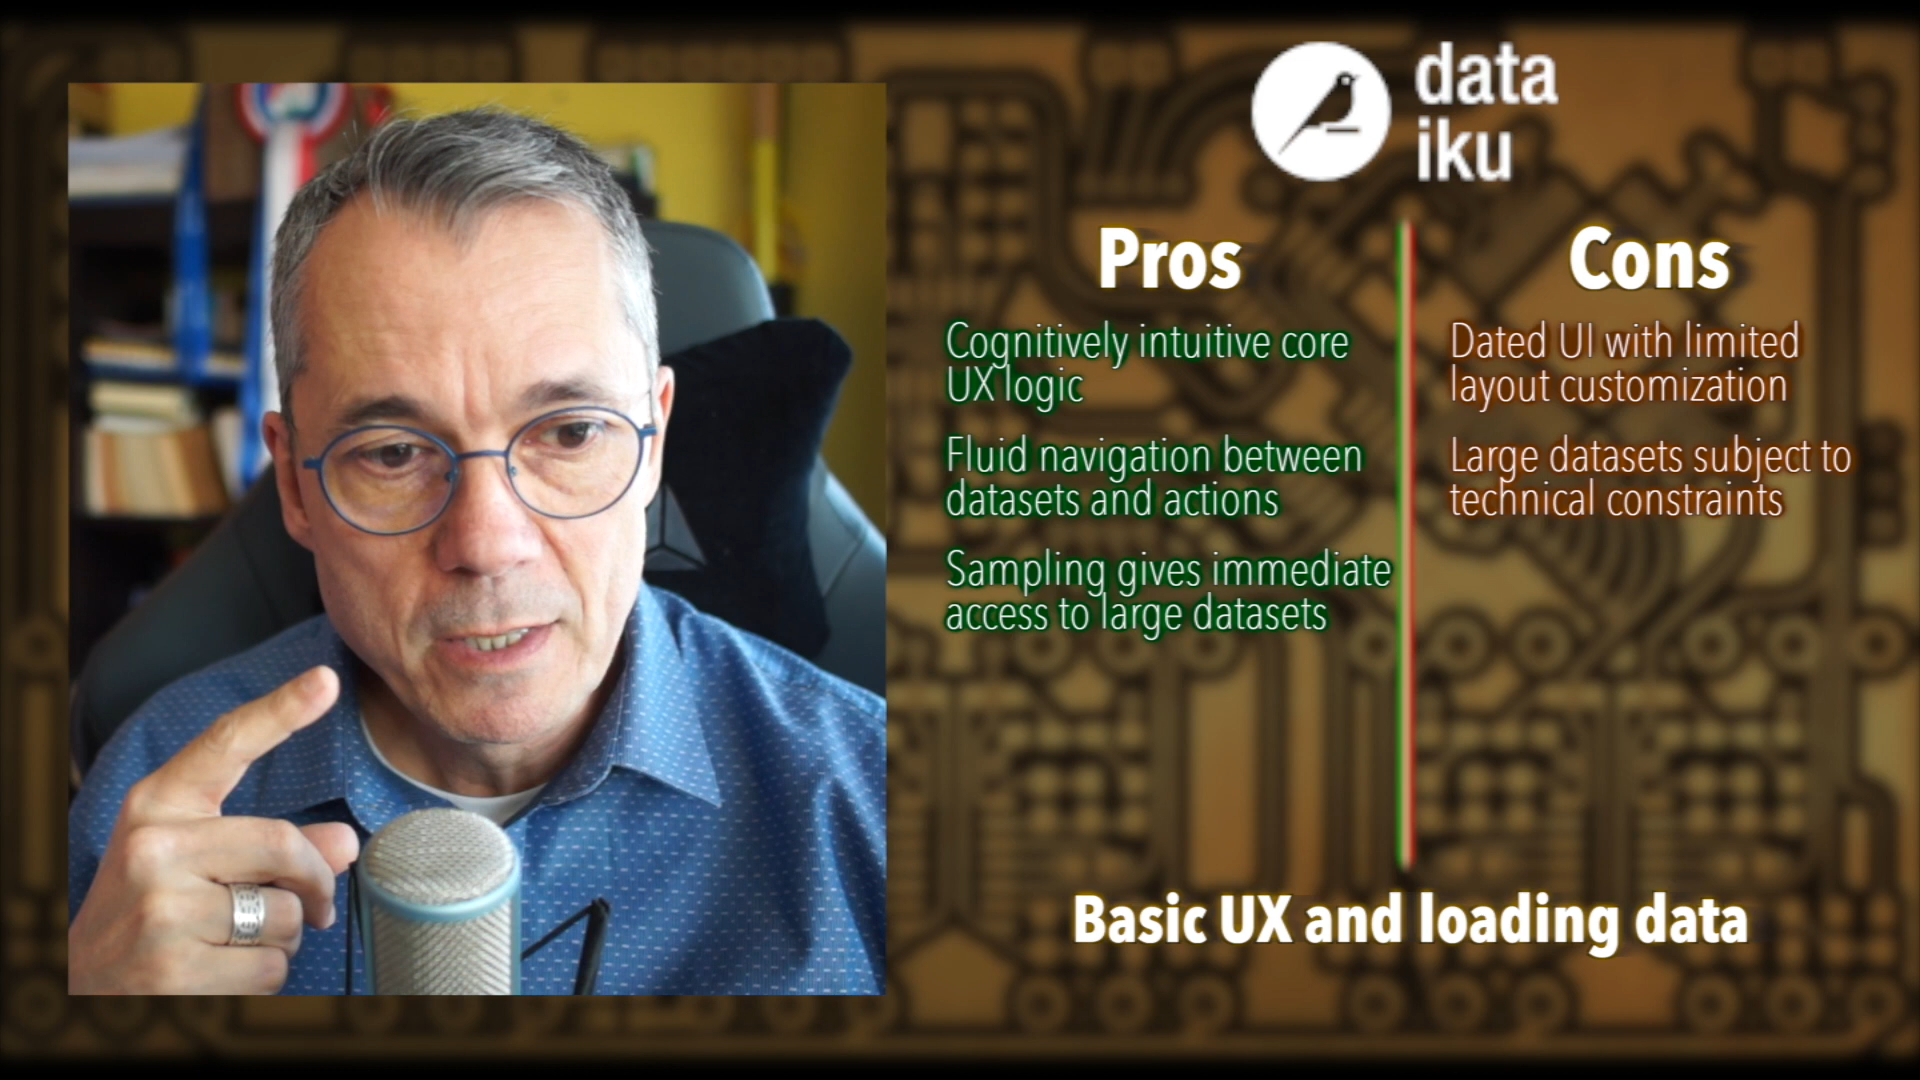 data
iku
Pros
Cognitively intuitive core
UX logic
Fluid navigation between
datasets and actions
Sampling gives immediate
access to large datasets
Cons
Dated UI with limited
layout customization
Large datasets subject to
technical constraints
Basic UX and loading data